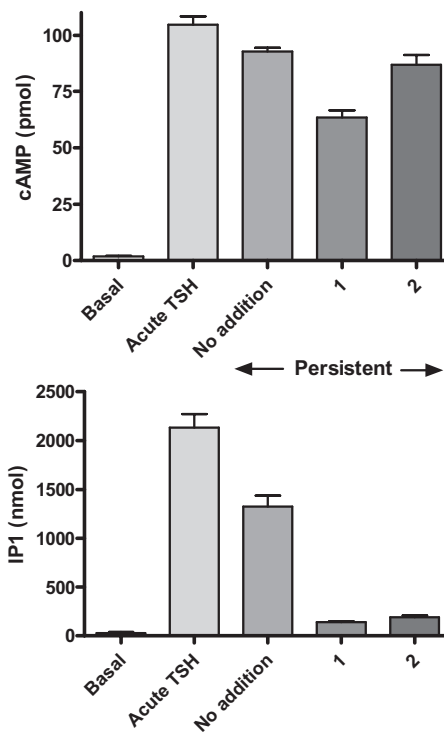 cAMP (pmol)
100
75
50
25
0
Basal
Acute TSH
No addition
1
2
Persistent
IP1 (nmol)
2500
2000
1500
1000
500
0
Basal
Acute TSH
No addition
1
2